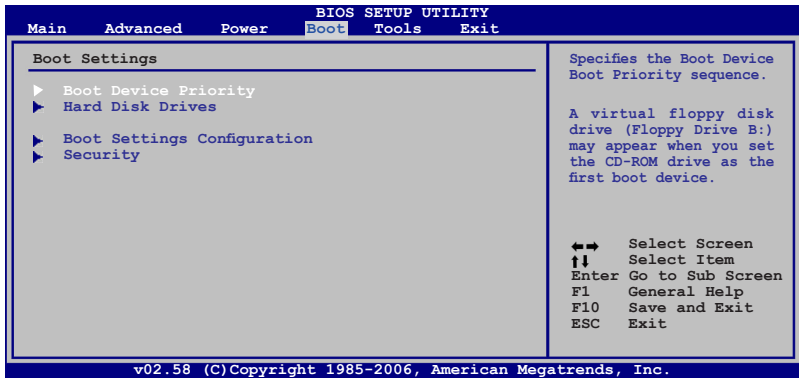 BIOS SETUP UTILITY
Main Advanced Power Boot Tools Exit
Boot Settings
Boot Device Priority
Hard Disk Drives
Boot Settings Configuration
Security
Specifies the Boot Device
Boot Priority sequence.
A virtual floppy disk
drive (Floppy Drive B:)
may appear when you set
the CD-ROM drive as the
first boot device.
Select Screen
Select Item
Enter Go to Sub Screen
F1 General Help
F10 Save and Exit
ESC Exit
v02.58 (C)Copyright 1985-2006, American Megatrends, Inc.